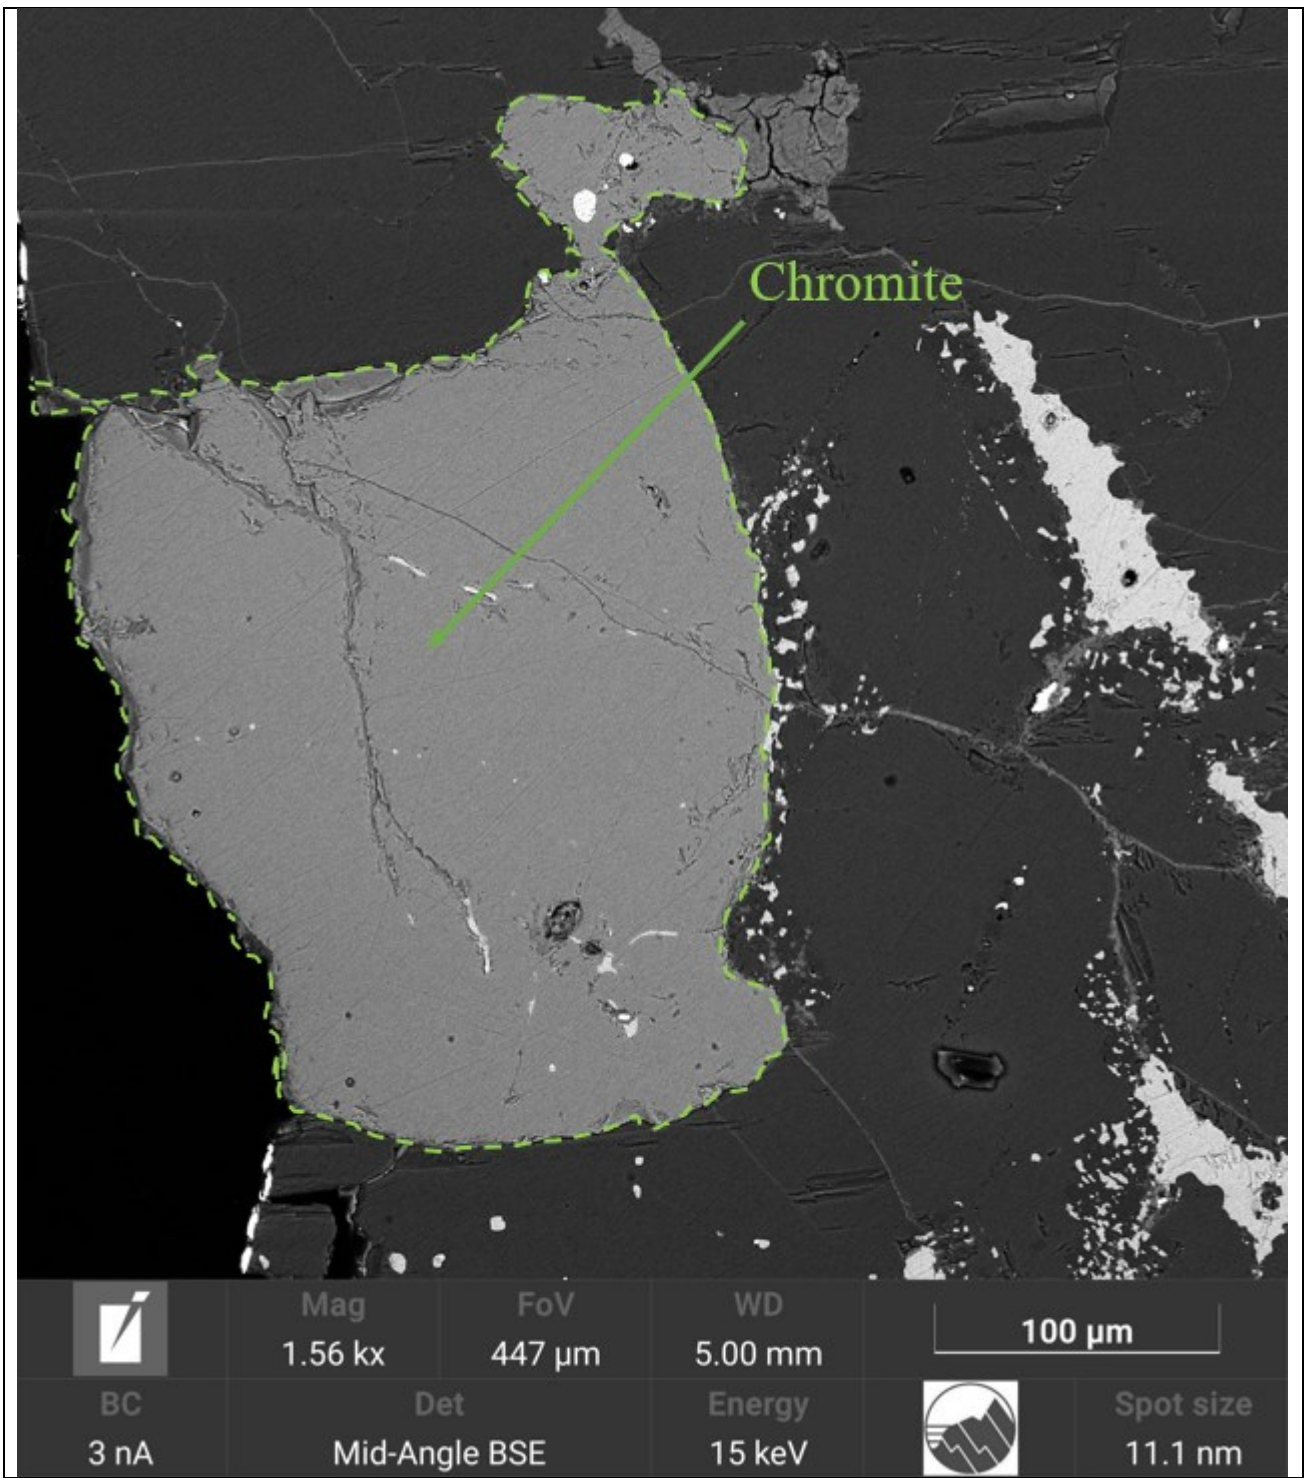 Chromite
Mag
1.56 kx
FoV
447 µm
WD
5.00 mm
100 µm
BC
3 nA
Det
Mid-Angle BSE
Energy
15 keV
Spot size
11.1 nm